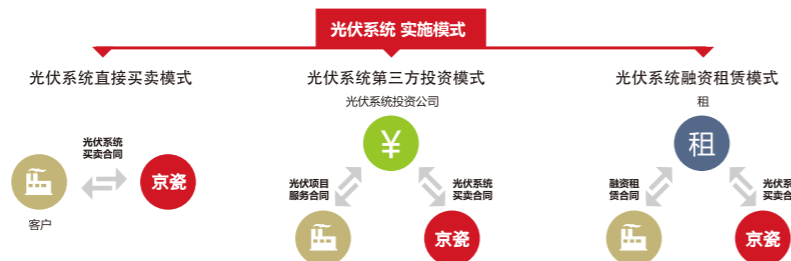 光伏系统 实施模式
光伏系统直接买卖模式
光伏系统
买卖合同
京瓷
客户
光伏系统第三方投资模式
光伏系统投资公司
¥
光伏项目
服务合同
光伏系统
买卖合同
京瓷
光伏系统融资租赁模式
租
租
融资租
赁合同
光伏系
买卖合
京瓷